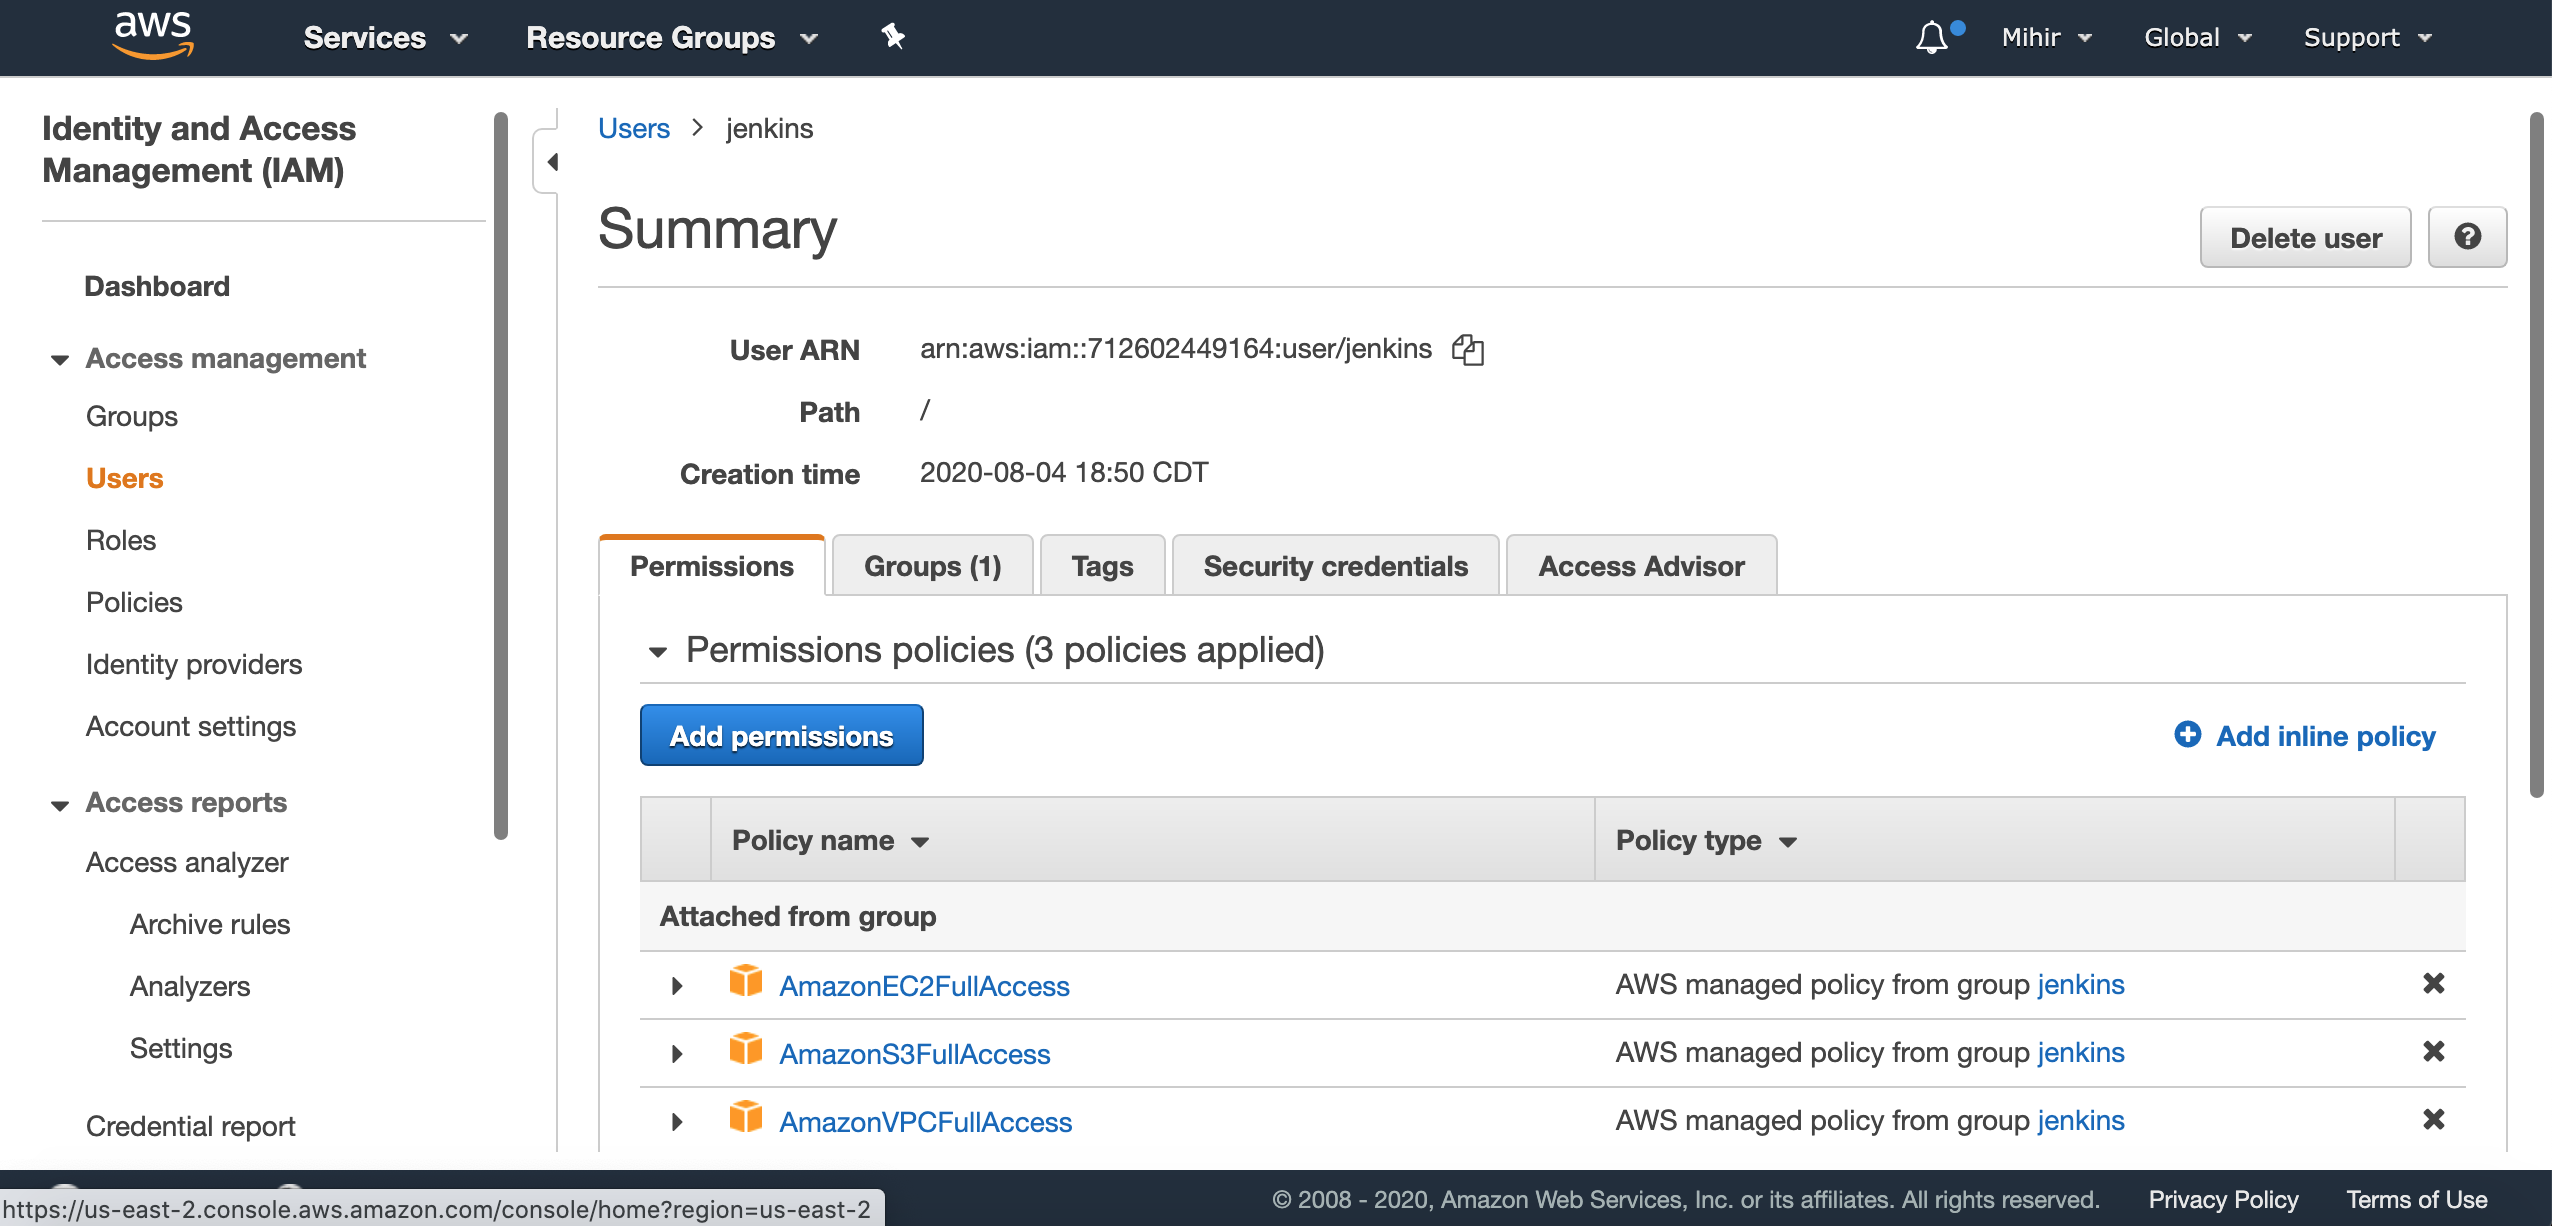 aws Services Resource Groups Mihir Global Support
Identity and Access
Management (IAM)
Dashboard
Access management
Groups
Users
Roles
Policies
Identity providers
Account settings
Access reports
Access analyzer
Archive rules
Analyzers
Settings
Credential report
Users > jenkins
Summary
Delete user ?
User ARN arn:aws:iam::712602449164:user/jenkins
Path /
Creation time 2020-08-04 18:50 CDT
Permissions Groups (1) Tags Security credentials Access Advisor
Permissions policies (3 policies applied)
Add permissions Add inline policy
Policy name Policy type
Attached from group
AmazonEC2FullAccess AWS managed policy from group jenkins
AmazonS3FullAccess AWS managed policy from group jenkins
AmazonVPCFullAccess AWS managed policy from group jenkins
https://us-east-2.console.aws.amazon.com/console/home?region=us-east-2
© 2008 - 2020, Amazon Web Services, Inc. or its affiliates. All rights reserved. Privacy Policy Terms of Use